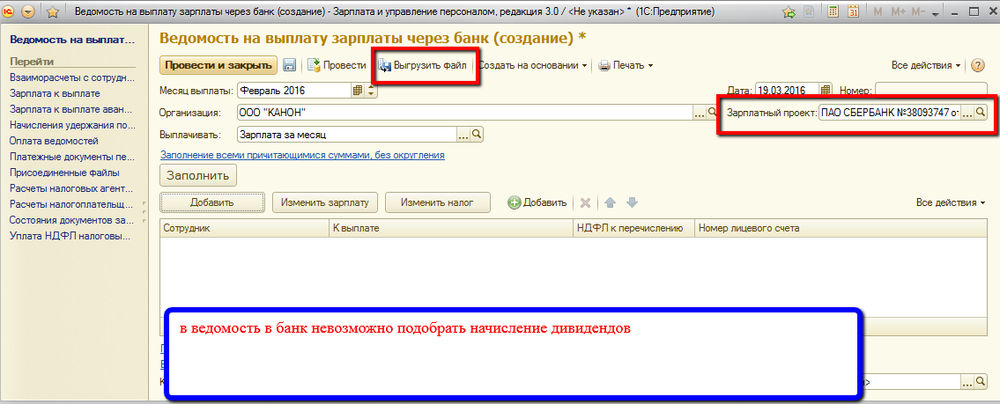 Ведомость на выплату зарплаты через банк (создание) - Зарплата и управление персоналом, редакция 3.0 / <Не указан> * (1С:Предприятие)
M M+ M-
Ведомость на выплат...
Перейти
Взаиморасчеты с сотрудн...
Зарплата к выплате
Зарплата к выплате аван...
Начисления удержания по...
Оплата ведомостей
Платежные документы пе...
Присоединенные файлы
Расчеты налоговых агент...
Расчеты налогоплательщ...
Состояния документов за...
Уплата НДФЛ налоговы...
Ведомость на выплату зарплаты через банк (создание) *
Провести и закрыть Провести Выгрузить файл Создать на основании Печать Все действия
Месяц выплаты: Февраль 2016 Дата: 19.03.2016 Номер:
Организация: ООО "КАНОН" Зарплатный проект: ПАО СБЕРБАНК №38093747 от
Выплачивать: Зарплата за месяц
Заполнение всеми причитающимися суммами, без округления
Заполнить
Добавить Изменить зарплату Изменить налог Добавить Все действия
Сотрудник К выплате НДФЛ к перечислению Номер лицевого счета
в ведомость в банк невозможно подобрать начисление дивидендов